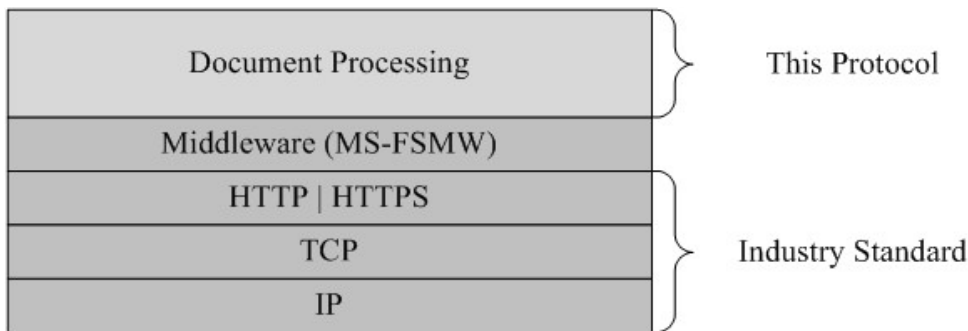 Document Processing
This Protocol
Middleware (MS-FSMW)
HTTP | HTTPS
TCP
Industry Standard
IP